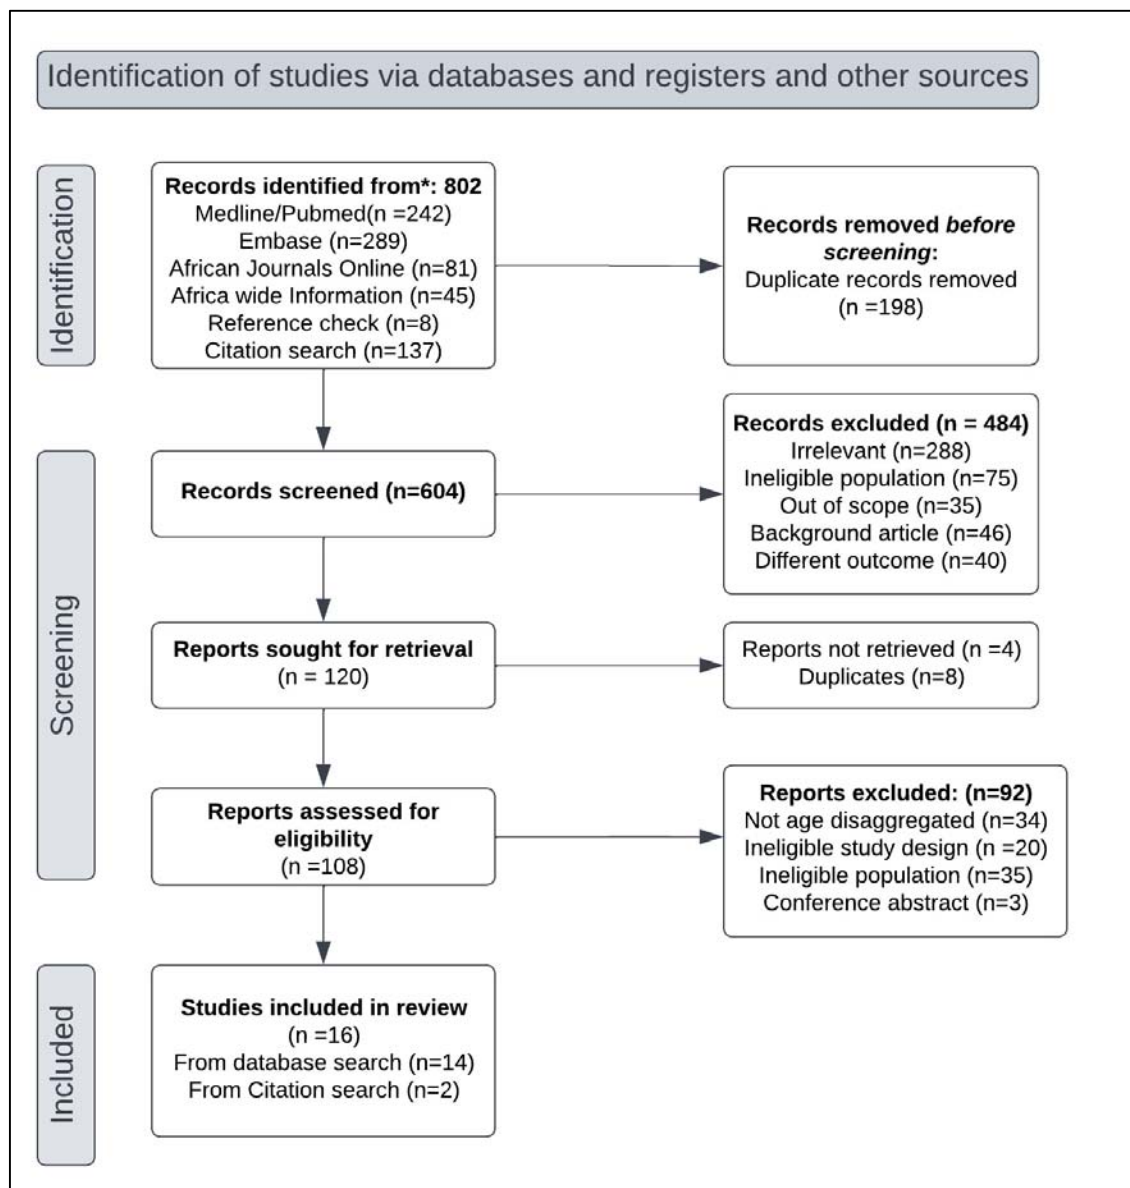 Identification of studies via databases and registers and other sources
Identification
Records identified from*: 802
Medline/Pubmed(n =242)
Embase (n=289)
African Journals Online (n=81)
Africa wide Information (n=45)
Reference check (n=8)
Citation search (n=137)
Records removed before
screening:
Duplicate records removed
(n =198)
Screening
Records screened (n=604)
Records excluded (n = 484)
Irrelevant (n=288)
Ineligible population (n=75)
Out of scope (n=35)
Background article (n=46)
Different outcome (n=40)
Reports sought for retrieval
(n = 120)
Reports not retrieved (n =4)
Duplicates (n=8)
Reports assessed for
eligibility
(n =108)
Reports excluded: (n=92)
Not age disaggregated (n=34)
Ineligible study design (n =20)
Ineligible population (n=35)
Conference abstract (n=3)
Included
Studies included in review
(n =16)
From database search (n=14)
From Citation search (n=2)